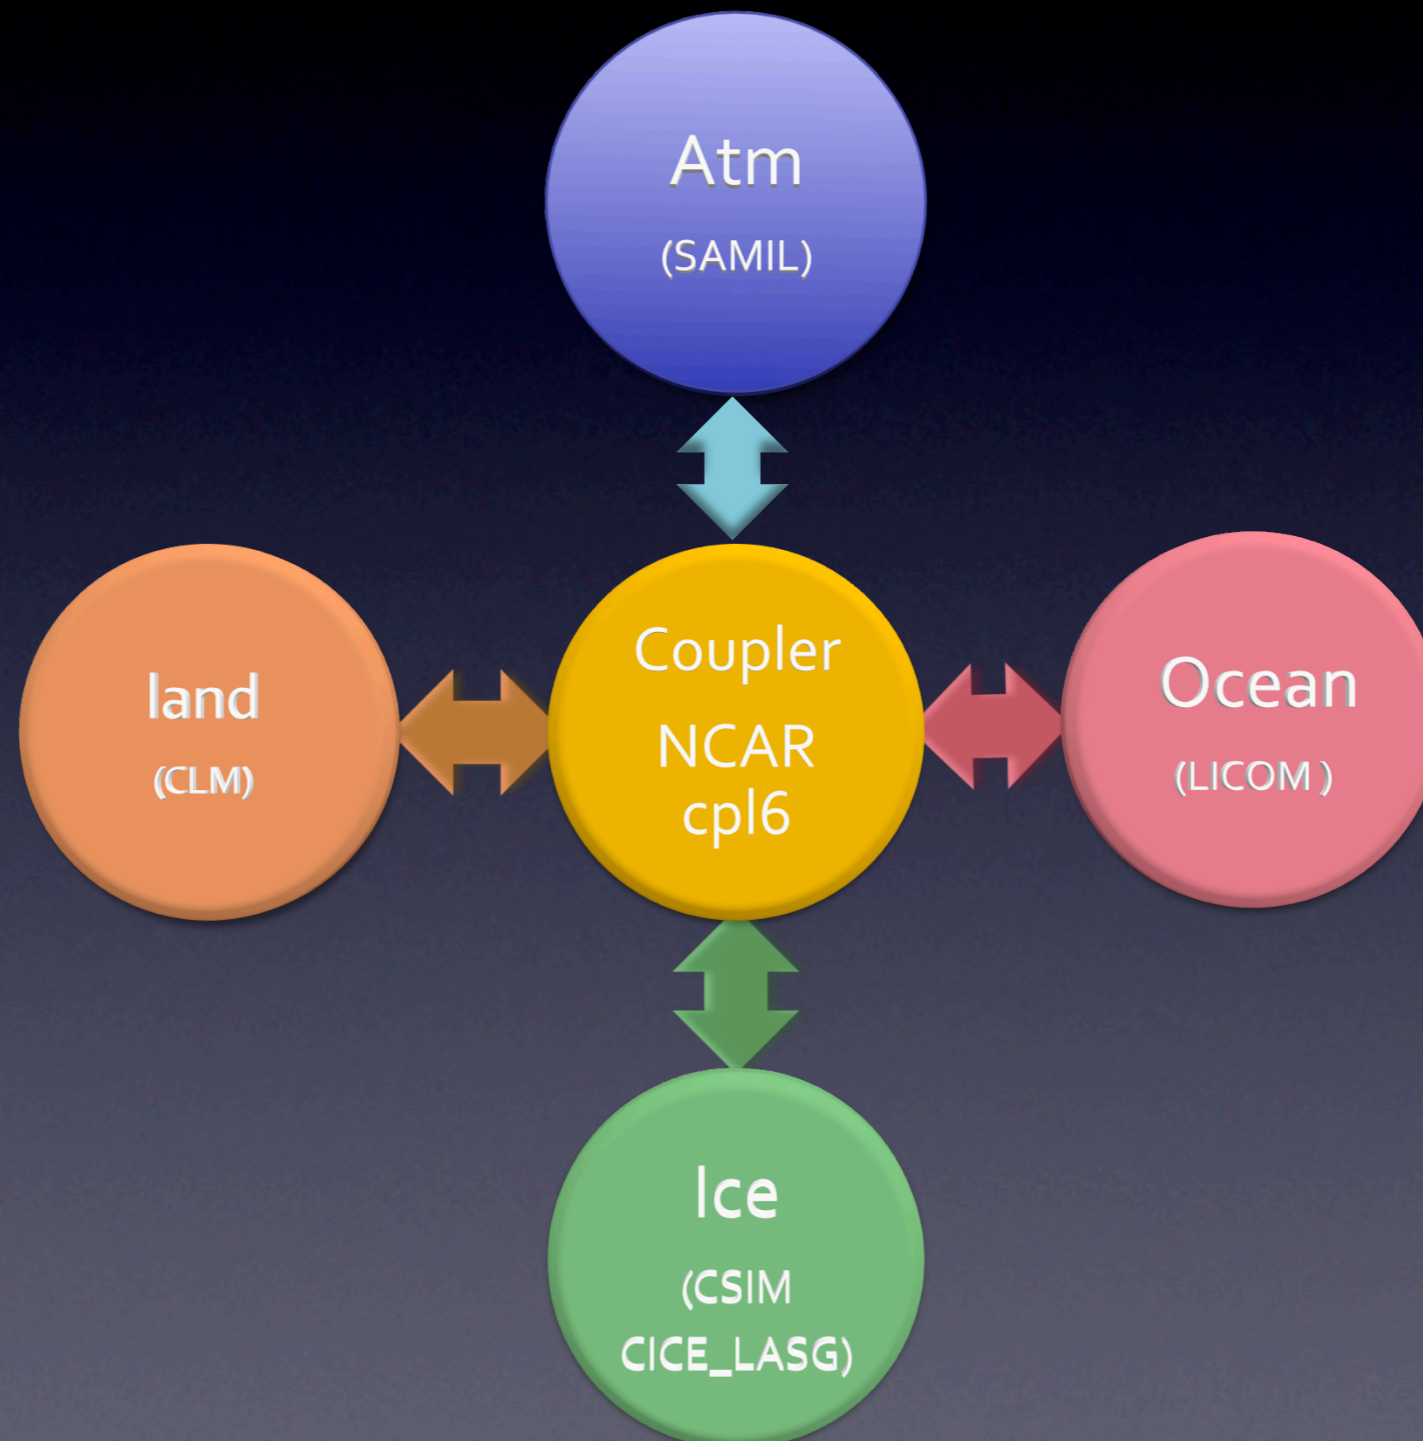 Atm
(SAMIL)
land
(CLM)
Coupler
NCAR
cpl6
Ocean
(LICOM )
Ice
(CSIM
CICE_LASG)